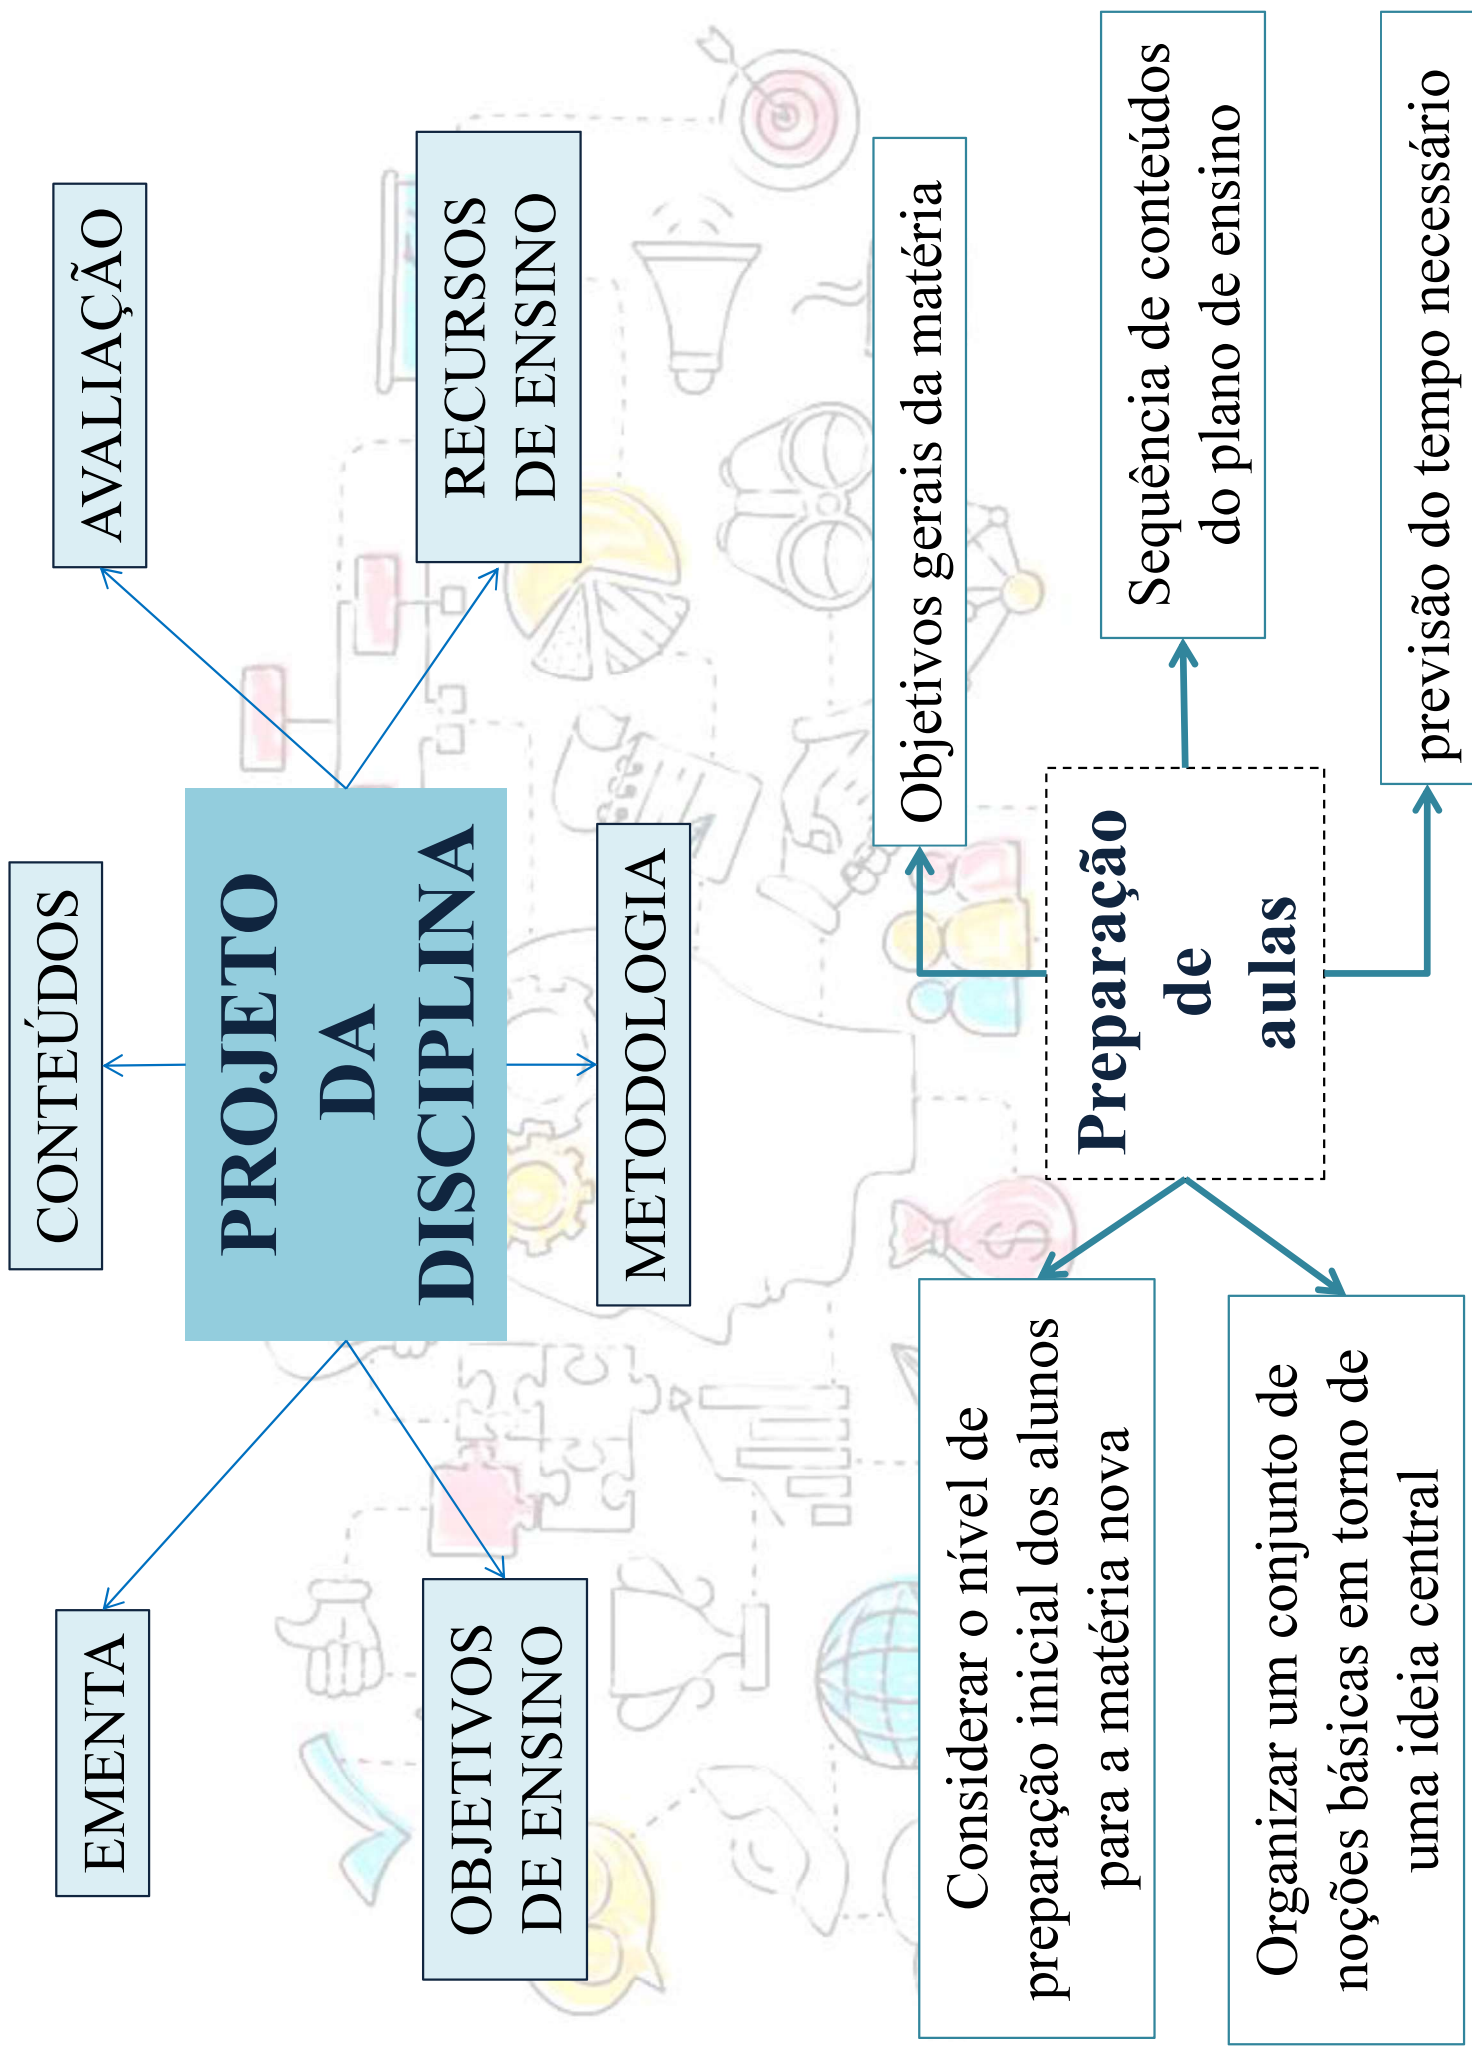 EMENTA
CONTEÚDOS
AVALIAÇÃO
PROJETO
DA
DISCIPLINA
OBJETIVOS
DE ENSINO
METODOLOGIA
RECURSOS
DE ENSINO
Considerar o nível de
preparação inicial dos alunos
para a matéria nova
Organizar um conjunto de
noções básicas em torno de
uma ideia central
Preparação
de
aulas
Objetivos gerais da matéria
Sequência de conteúdos
do plano de ensino
previsão do tempo necessário